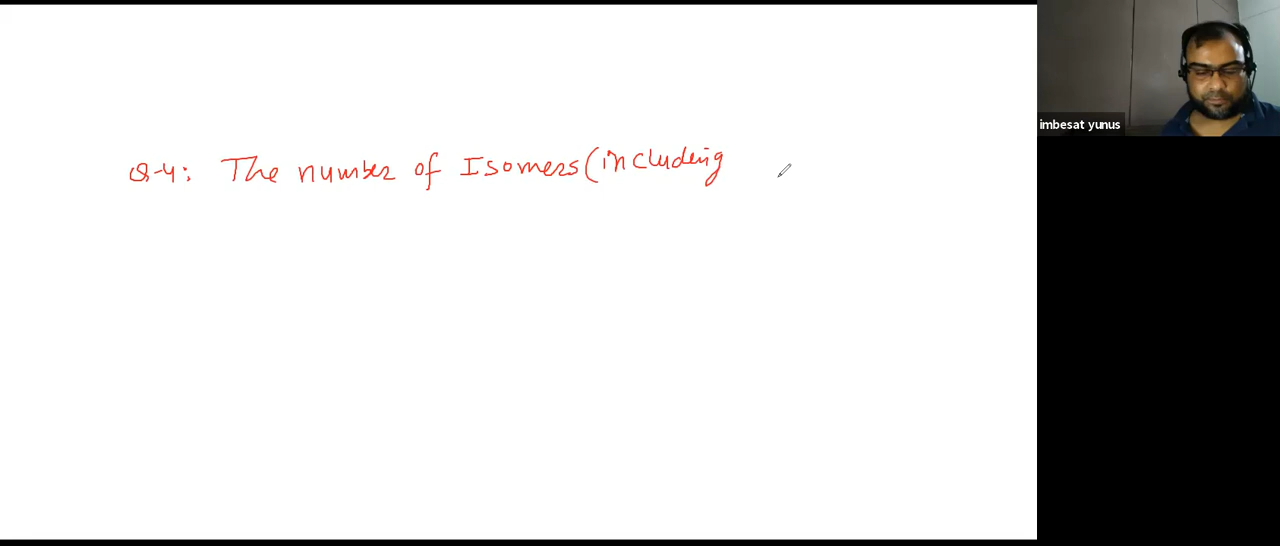 Q-4: The number of Isomers(including
imbesat yunus